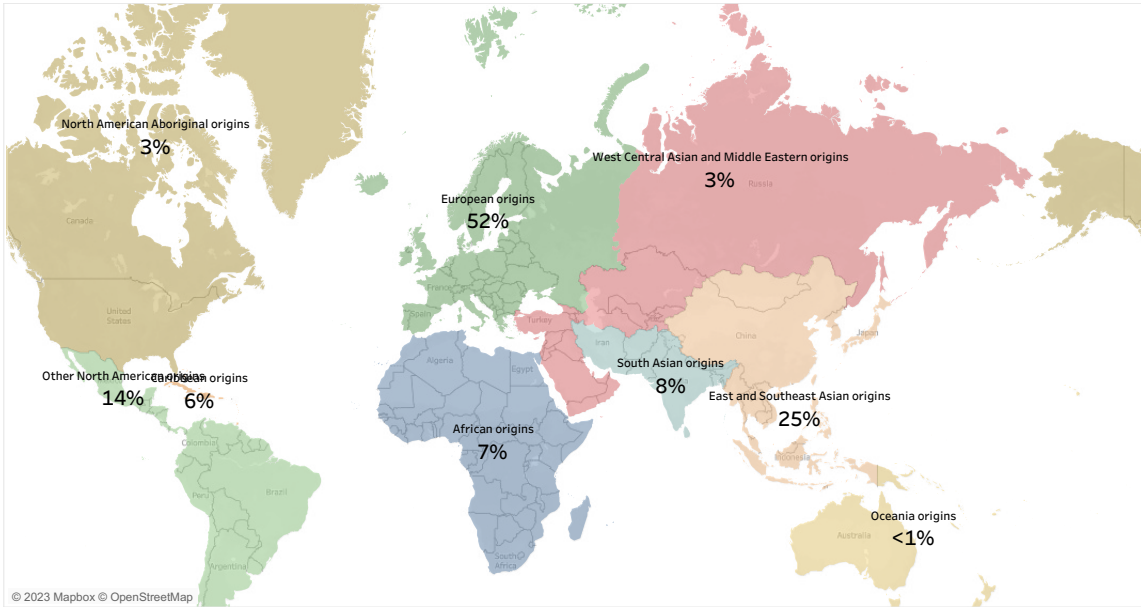 North American Aboriginal origins
3%
West Central Asian and Middle Eastern origins
3%
Russia
European origins
52%
Canada
France
United
States
Spain
Turkey
China
Japan
Iran
Algeria
Egypt
South Asian origins
8%
Other North American origins
14%
Caribbean origins
6%
East and Southeast Asian origins
25%
African origins
7%
Colombia
Indonesia
Peru
Brazil
Oceania origins
<1%
Australia
South
Africa
Argentina
© 2023 Mapbox © OpenStreetMap